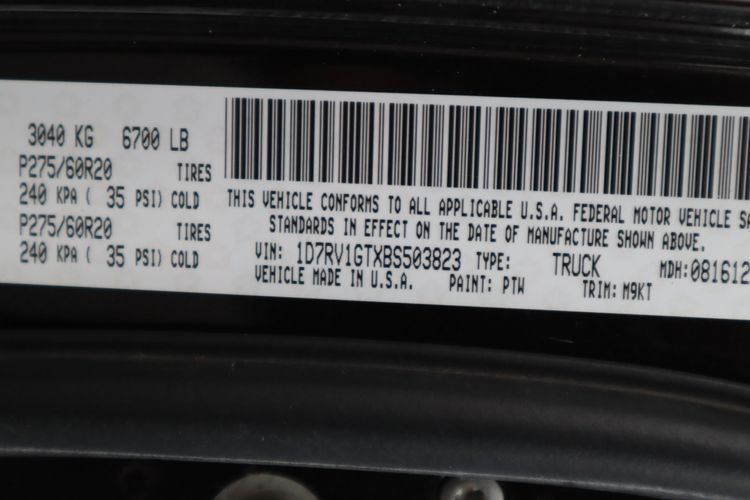 3040 KG 6700 LB
P275/60R20 TIRES
240 KPA ( 35 PSI) COLD
P275/60R20 TIRES
240 KPA ( 35 PSI) COLD
THIS VEHICLE CONFORMS TO ALL APPLICABLE U.S.A. FEDERAL MOTOR VEHICLE SA
STANDARDS IN EFFECT ON THE DATE OF MANUFACTURE SHOWN ABOVE.
VIN: 1D7RV1GTXBS503823 TYPE: TRUCK MDH:081612
VEHICLE MADE IN U.S.A. PAINT: PTW TRIM: M9KT